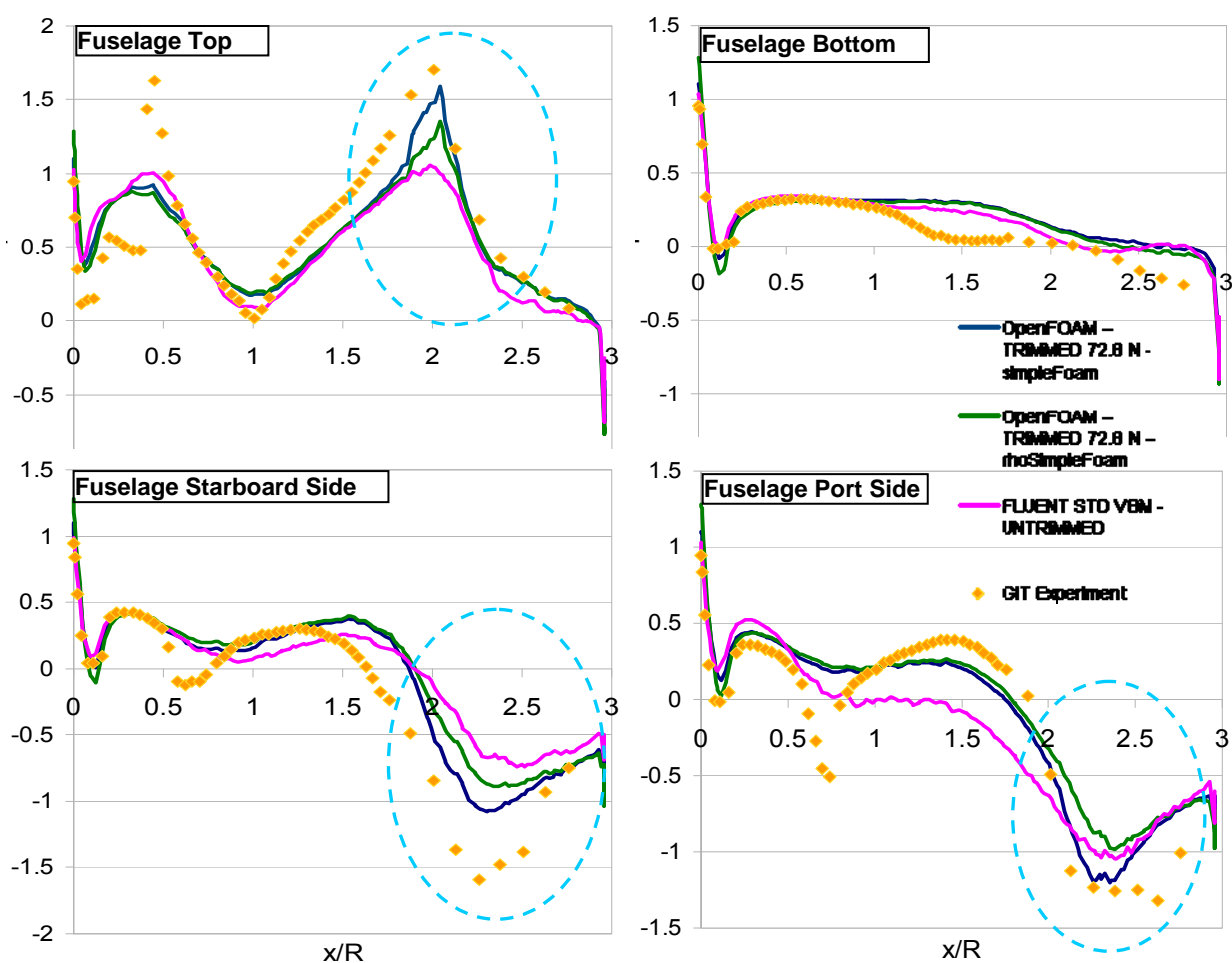 Fuselage Top
2
1.5
1
0.5
0
-0.5
0 0.5 1 1.5 2 2.5 3
Fuselage Bottom
1.5
1
0.5
0
-0.5
-1
0 0.5 1 1.5 2 2.5 3
OpenFOAM –
TRIMMED 72.8 N -
simpleFoam
OpenFOAM –
TRIMMED 72.8 N –
rhoSimpleFoam
FLUENT STD VBM -
UNTRIMMED
GIT Experiment
Fuselage Starboard Side
1.5
1
0.5
0
-0.5
-1
-1.5
-2
0 0.5 1 1.5 2 2.5 3
x/R
Fuselage Port Side
1.5
1
0.5
0
-0.5
-1
-1.5
0 0.5 1 1.5 2 2.5 3
x/R